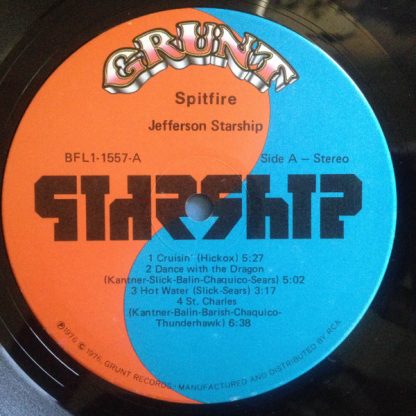 GRUNT
Spitfire
Jefferson Starship
BFL1-1557-A
Side A – Stereo
STARSHIP
1 Cruisin' (Hickox) 5:27
2 Dance with the Dragon
(Kantner-Slick-Balin-Chaquico-Sears) 5:02
3 Hot Water (Slick-Sears) 3:17
4 St. Charles
(Kantner-Balin-Barish-Chaquico-
Thunderhawk) 6:38
℗ 1976 © 1976, GRUNT RECORDS · MANUFACTURED AND DISTRIBUTED BY RCA